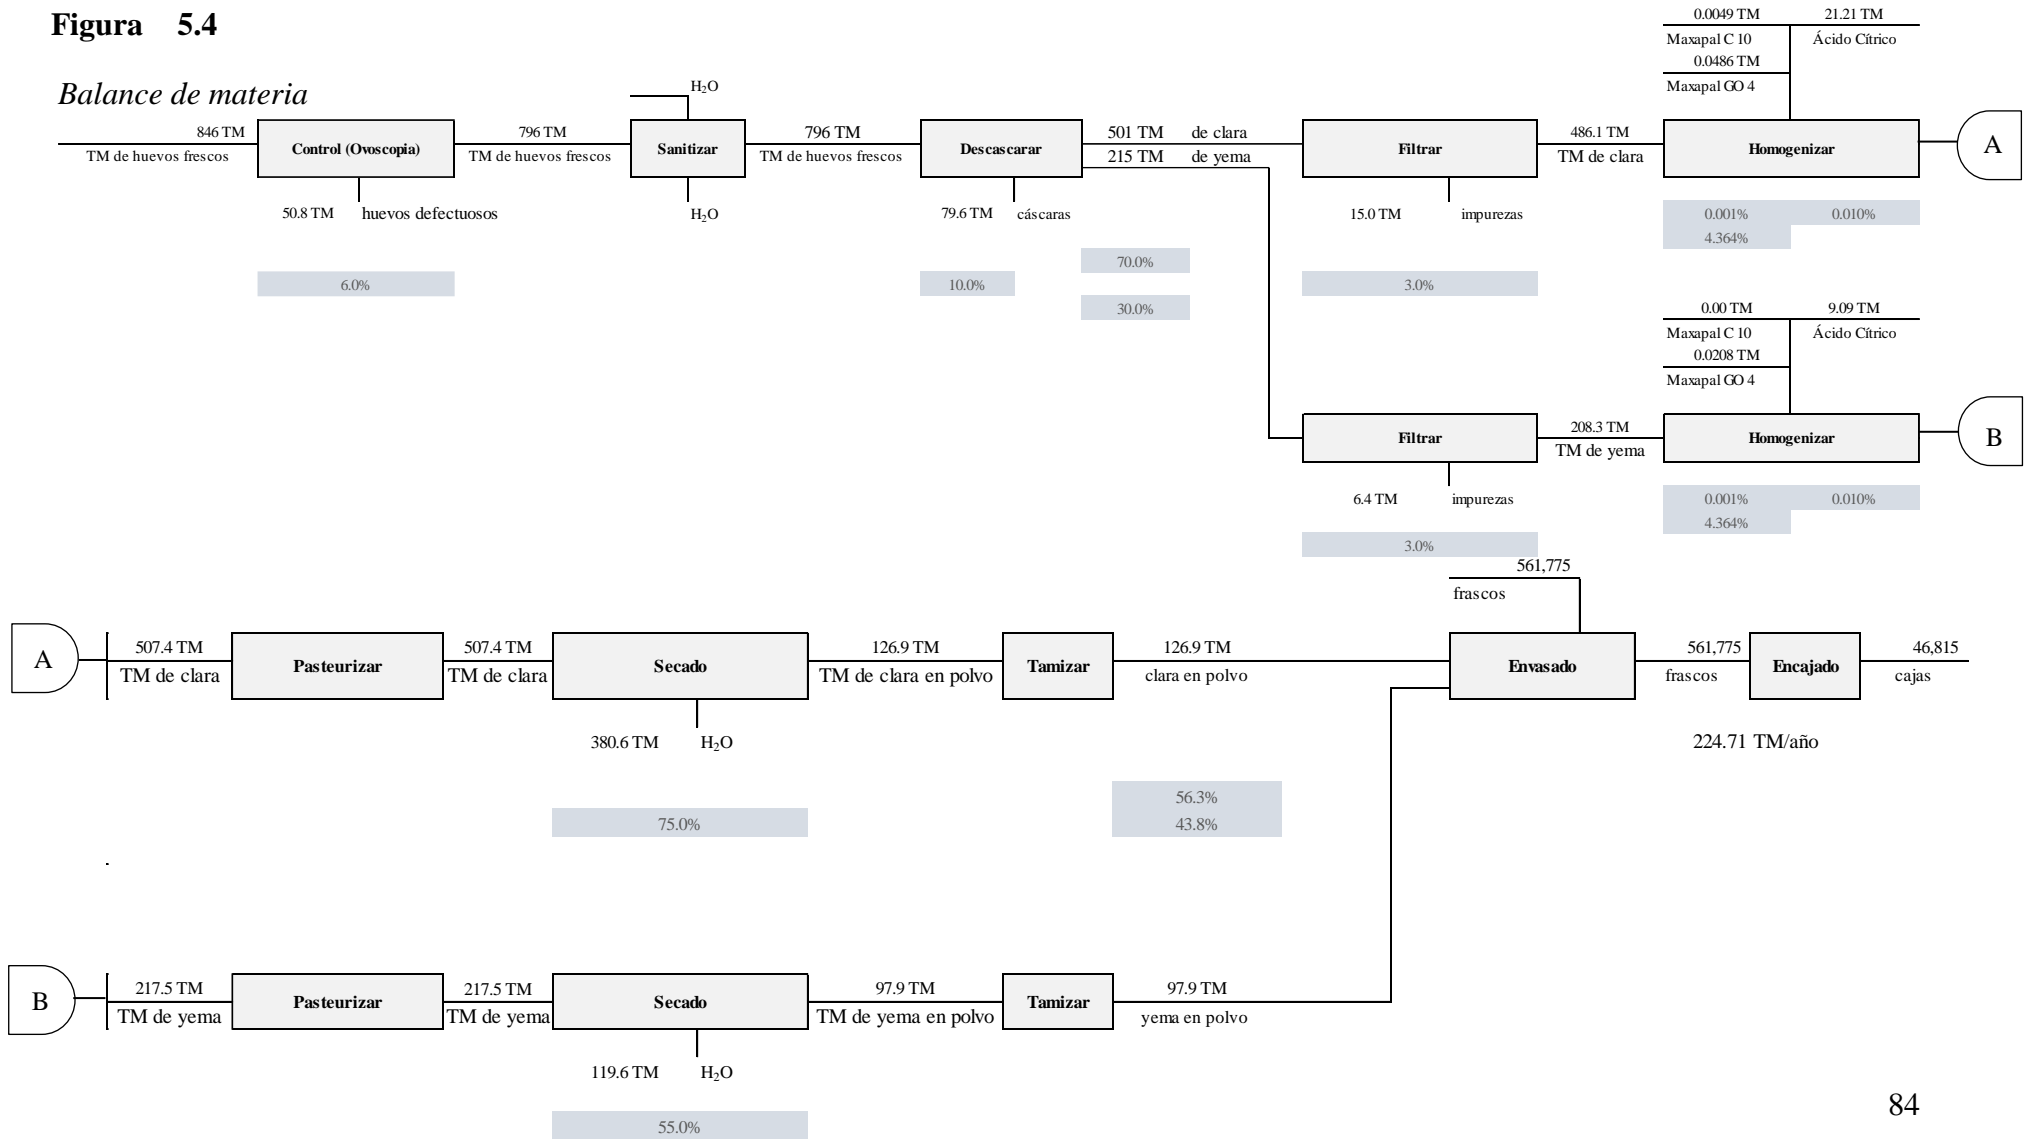 Figura 5.4
Balance de materia
0.0049 TM 21.21 TM
Maxapal C 10 Ácido Cítrico
0.0486 TM
Maxapal GO 4
H₂O
846 TM
TM de huevos frescos
Control (Ovoscopia)
796 TM
TM de huevos frescos
Sanitizar
796 TM
TM de huevos frescos
Descascarar
501 TM de clara
215 TM de yema
Filtrar
486.1 TM
TM de clara
Homogenizar
A
50.8 TM huevos defectuosos
H₂O
79.6 TM cáscaras
15.0 TM impurezas
0.001% 0.010%
4.364%
70.0%
6.0%
10.0%
3.0%
30.0%
0.00 TM 9.09 TM
Maxapal C 10 Ácido Cítrico
0.0208 TM
Maxapal GO 4
Filtrar
208.3 TM
TM de yema
Homogenizar
B
6.4 TM impurezas
0.001% 0.010%
4.364%
3.0%
561,775
frascos
A
507.4 TM
TM de clara
Pasteurizar
507.4 TM
TM de clara
Secado
126.9 TM
TM de clara en polvo
Tamizar
126.9 TM
clara en polvo
Envasado
561,775
frascos
Encajado
46,815
cajas
380.6 TM H₂O
224.71 TM/año
56.3%
75.0%
43.8%
B
217.5 TM
TM de yema
Pasteurizar
217.5 TM
TM de yema
Secado
97.9 TM
TM de yema en polvo
Tamizar
97.9 TM
yema en polvo
119.6 TM H₂O
55.0%
84